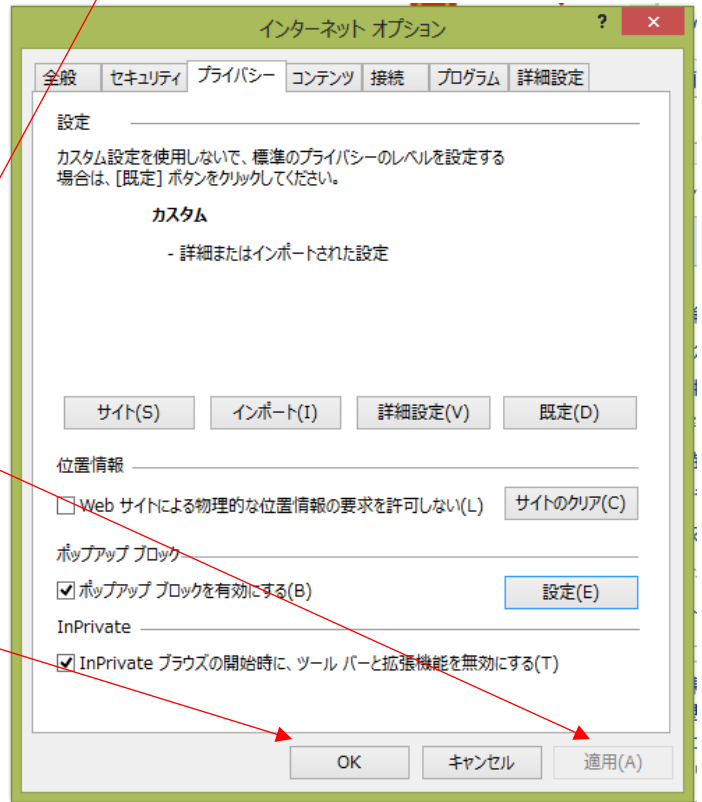 インターネット オプション
? ×
全般 セキュリティ プライバシー コンテンツ 接続 プログラム 詳細設定
設定
カスタム設定を使用しないで、標準のプライバシーのレベルを設定する
場合は、[既定] ボタンをクリックしてください。
カスタム
- 詳細またはインポートされた設定
サイト(S) インポート(I) 詳細設定(V) 既定(D)
位置情報
Web サイトによる物理的な位置情報の要求を許可しない(L) サイトのクリア(C)
ポップアップ ブロック
ポップアップ ブロックを有効にする(B) 設定(E)
InPrivate
InPrivate ブラウズの開始時に、ツール バーと拡張機能を無効にする(T)
OK キャンセル 適用(A)